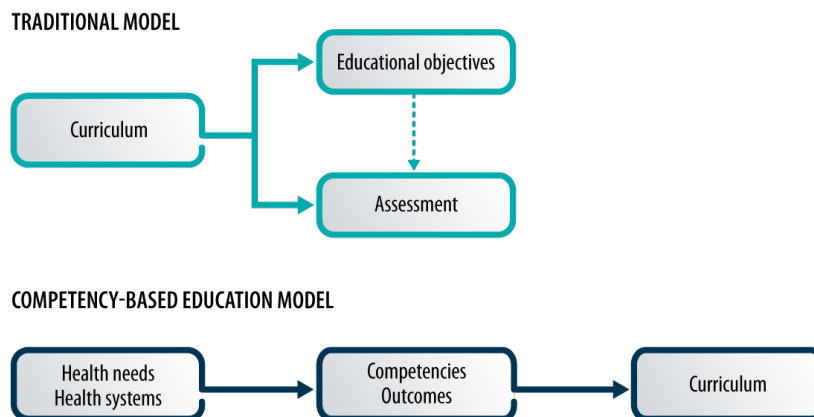 TRADITIONAL MODEL
Educational objectives
Curriculum
Assessment
COMPETENCY-BASED EDUCATION MODEL
Health needs
Health systems
Competencies
Outcomes
Curriculum